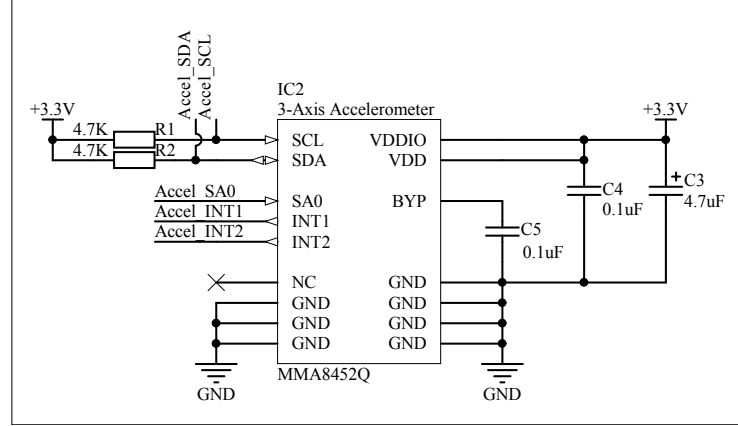 Accel_SDA
Accel_SCL
IC2
3-Axis Accelerometer
+3.3V
+3.3V
4.7K R1
4.7K R2
SCL VDDIO
SDA VDD
Accel_SA0 SA0 BYP
Accel_INT1 INT1
Accel_INT2 INT2
C5
0.1uF
C4
0.1uF
+ C3
4.7uF
NC GND
GND GND
GND GND
GND GND
MMA8452Q
GND
GND